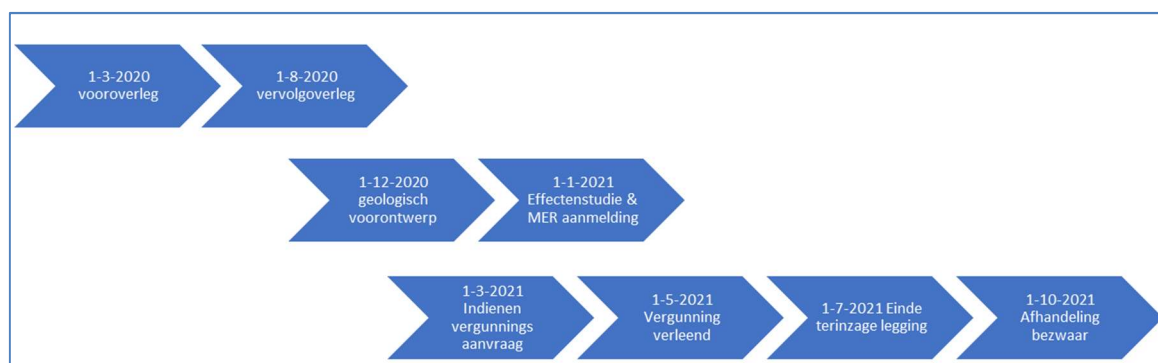 1-3-2020
vooroverleg
1-8-2020
vervolgoverleg
1-12-2020
geologisch
voorontwerp
1-1-2021
Effectenstudie &
MER aanmelding
1-3-2021
Indienen
vergunnings
aanvraag
1-5-2021
Vergunning
verleend
1-7-2021 Einde
terinzage legging
1-10-2021
Afhandeling
bezwaar